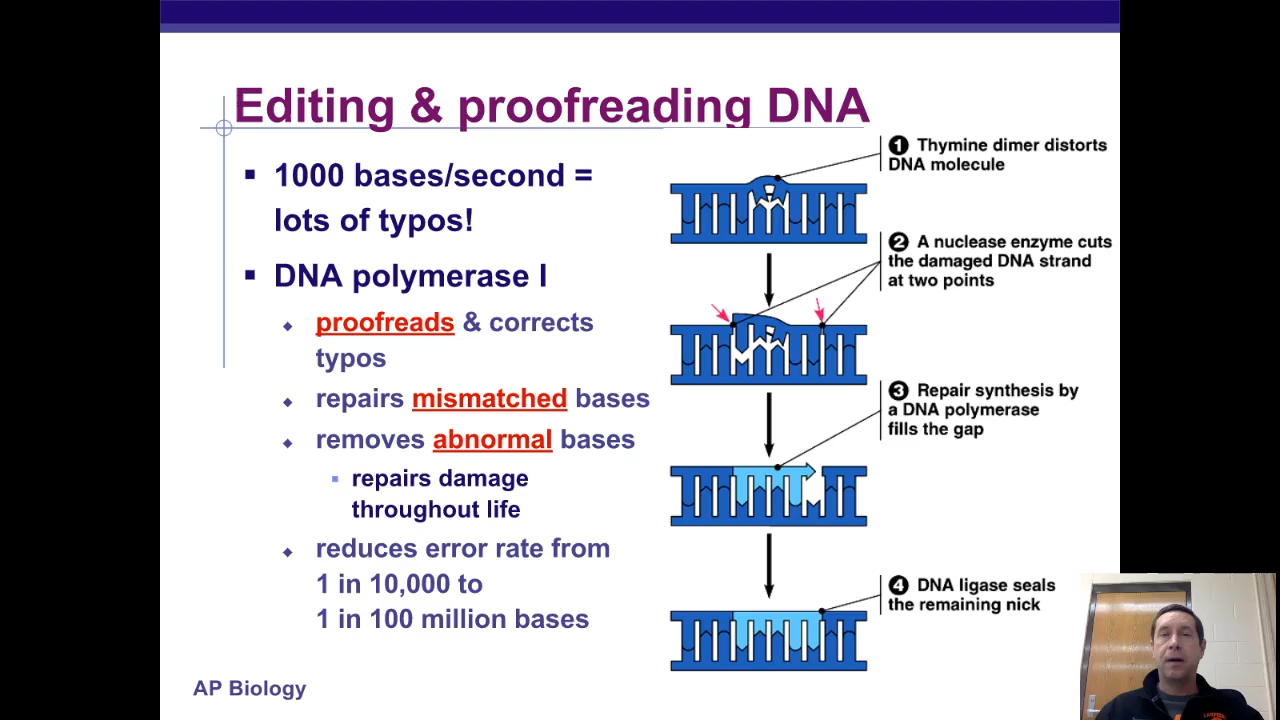 Editing & proofreading DNA
1000 bases/second =
lots of typos!
DNA polymerase I
proofreads & corrects
typos
repairs mismatched bases
removes abnormal bases
repairs damage
throughout life
reduces error rate from
1 in 10,000 to
1 in 100 million bases
1 Thymine dimer distorts
DNA molecule
2 A nuclease enzyme cuts
the damaged DNA strand
at two points
3 Repair synthesis by
a DNA polymerase
fills the gap
4 DNA ligase seals
the remaining nick
AP Biology